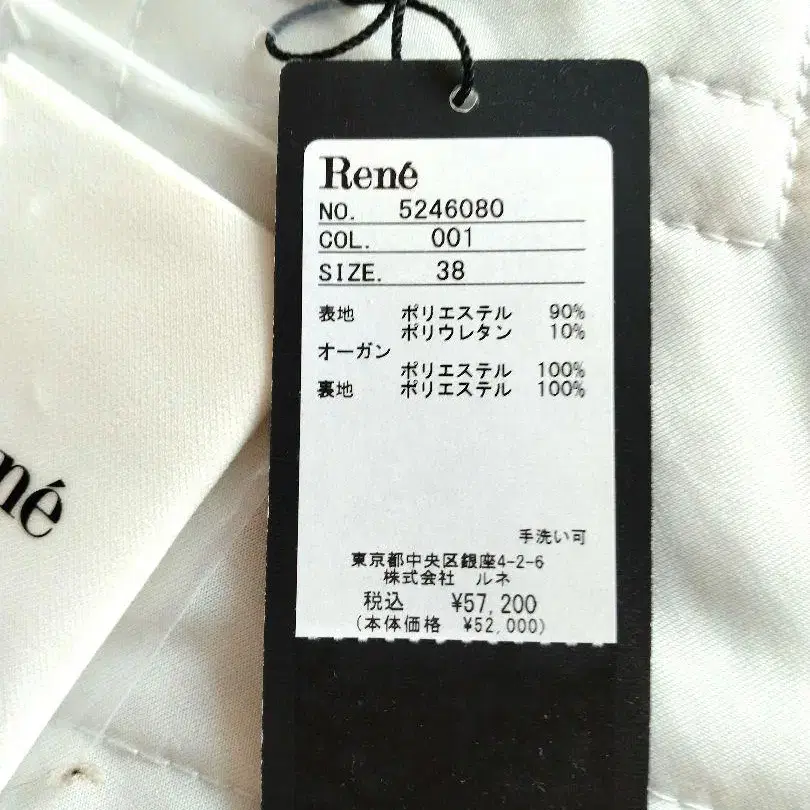 René
NO. 5246080
COL. 001
SIZE. 38
表地 ポリエステル 90%
ポリウレタン 10%
オーガン
ポリエステル 100%
裏地 ポリエステル 100%
手洗い可
東京都中央区銀座4-2-6
株式会社 ルネ
税込 ¥57,200
(本体価格 ¥52,000)
né